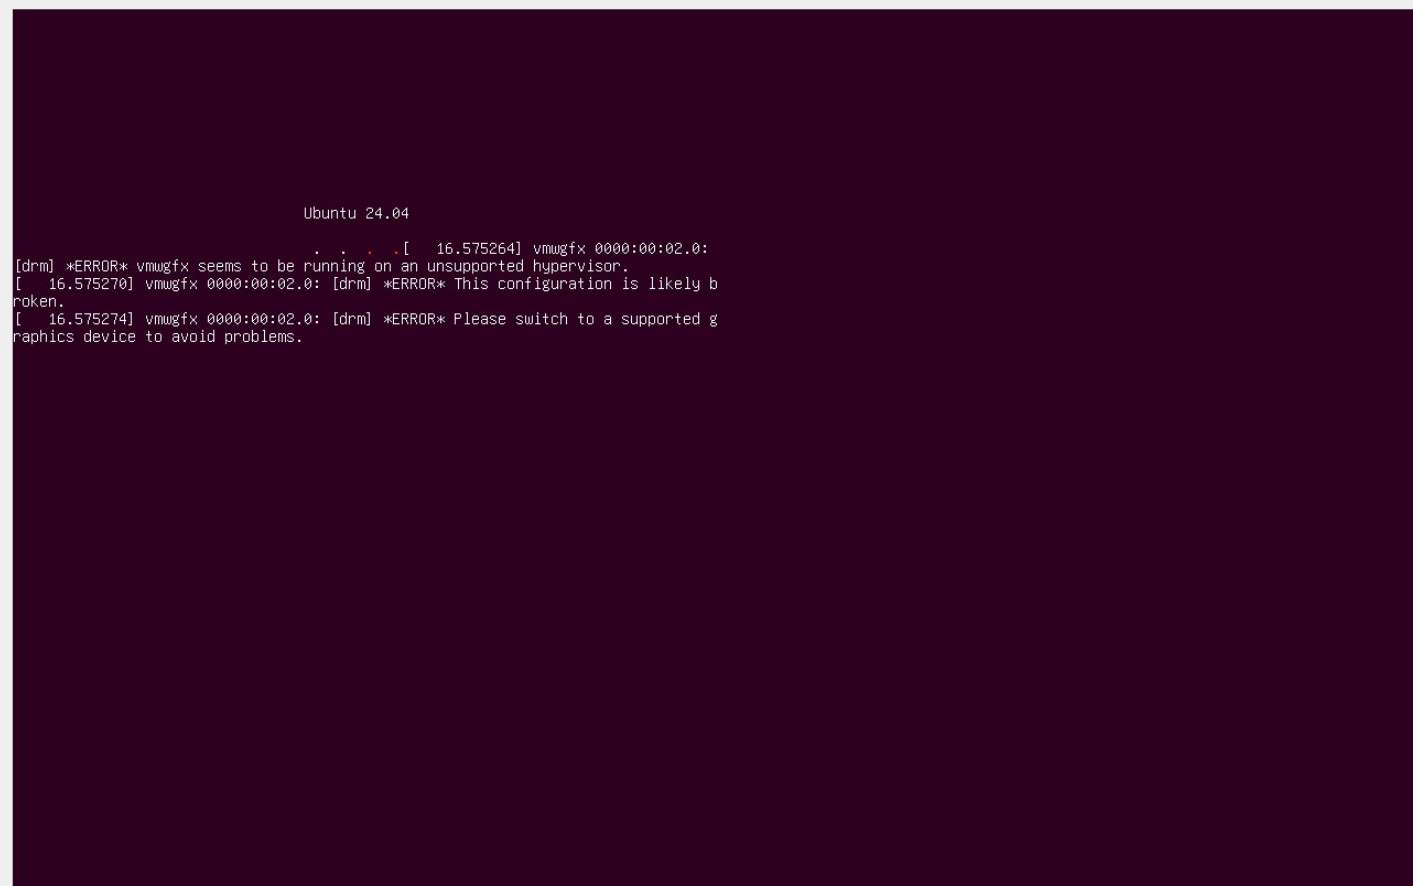 Ubuntu 24.04
. . . .[   16.575264] vmwgfx 0000:00:02.0:
[drm] *ERROR* vmwgfx seems to be running on an unsupported hypervisor.
[   16.575270] vmwgfx 0000:00:02.0: [drm] *ERROR* This configuration is likely b
roken.
[   16.575274] vmwgfx 0000:00:02.0: [drm] *ERROR* Please switch to a supported g
raphics device to avoid problems.